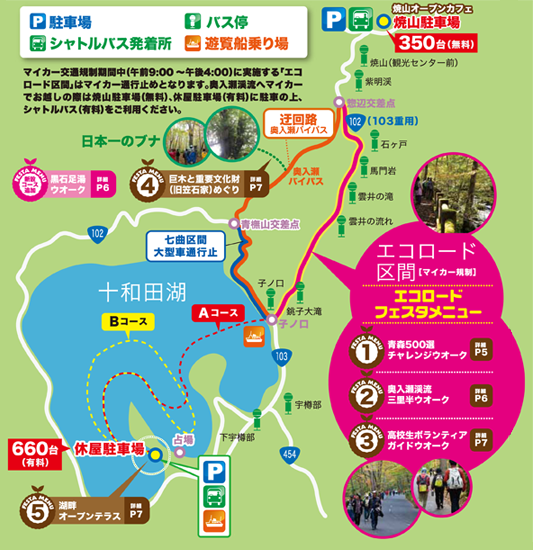 P 駐車場
バス停
シャトルバス発着所
遊覧船乗り場
マイカー交通規制期間中(午前9:00～午後4:00)に実施する「エコ
ロード区間」はマイカー通行止めとなります。奥入瀬渓流へマイカー
でお越しの際は焼山駐車場(無料)、休屋駐車場(有料)に駐車の上、
シャトルバス(有料)をご利用ください。
P
焼山オープンカフェ
焼山駐車場
350台(無料)
焼山(観光センター前)
紫明渓
惣辺交差点
102
(103重用)
迂回路
奥入瀬バイパス
日本一のブナ
石ヶ戸
馬門岩
雲井の滝
雲井の流れ
奥入瀬
バイパス
FESTA MENU
黒石足湯
ウオーク
詳細
P6
FESTA MENU
4
巨木と重要文化財
(旧笠石家)めぐり
詳細
P7
102
青橅山交差点
七曲区間
大型車通行止
子ノ口
銚子大滝
子ノ口
十和田湖
Aコース
Bコース
103
エコロード
区間[マイカー規制]
エコロード
フェスタメニュー
FESTA MENU
1
青森500選
チャレンジウオーク
詳細
P5
FESTA MENU
2
奥入瀬渓流
三里半ウオーク
詳細
P6
FESTA MENU
3
高校生ボランティア
ガイドウオーク
詳細
P7
宇樽部
下宇樽部
454
占場
660台
(有料)
休屋駐車場
P
FESTA MENU
5
湖畔
オープンテラス
詳細
P7